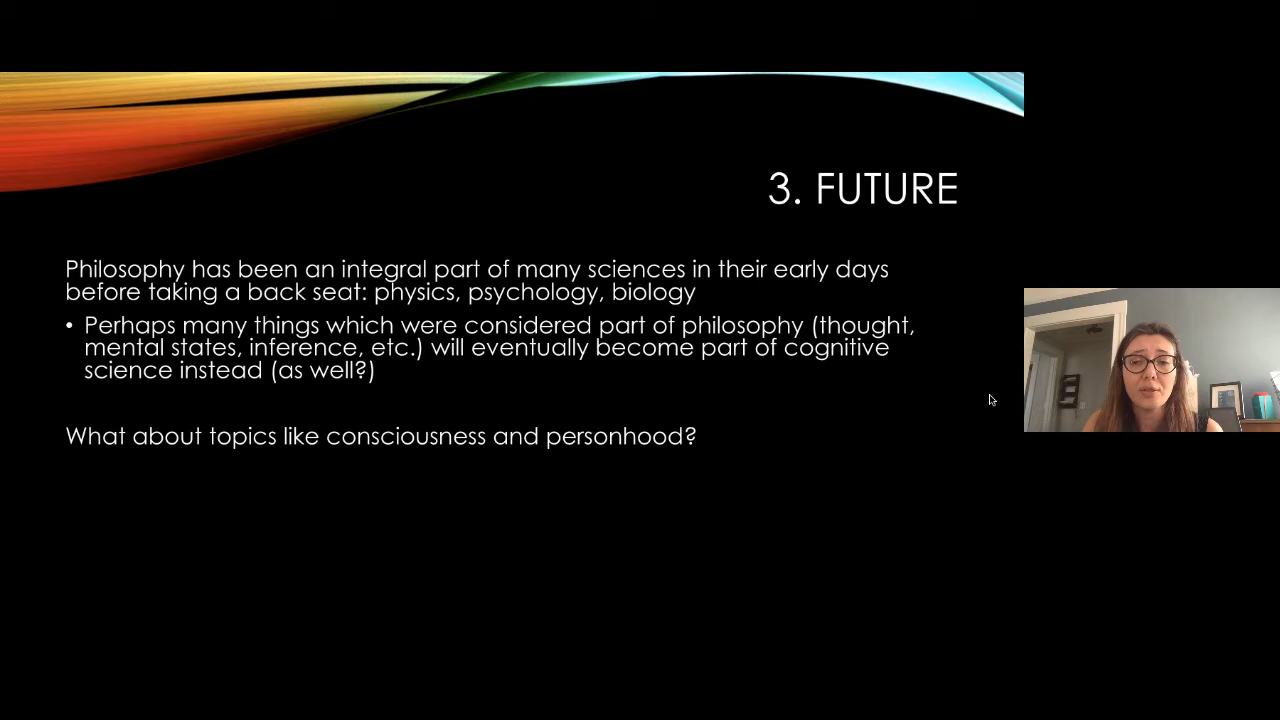 3. FUTURE
Philosophy has been an integral part of many sciences in their early days
before taking a back seat: physics, psychology, biology
• Perhaps many things which were considered part of philosophy (thought,
mental states, inference, etc.) will eventually become part of cognitive
science instead (as well?)
What about topics like consciousness and personhood?